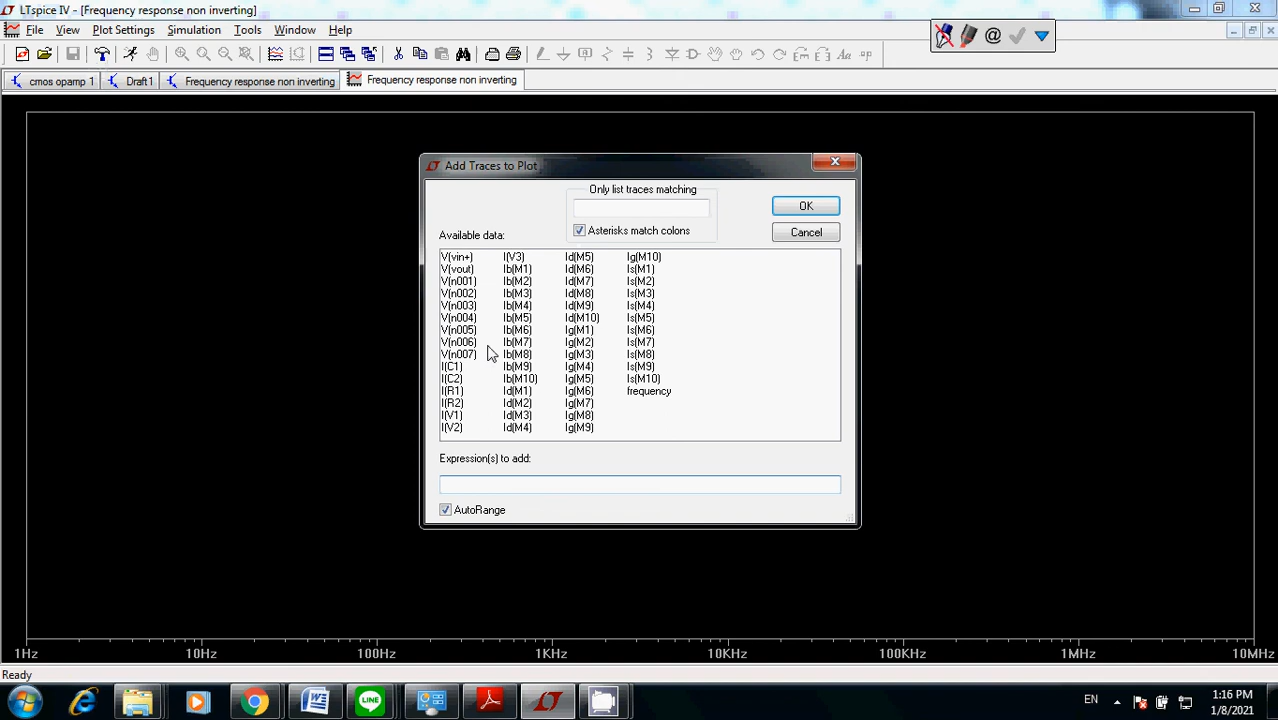 LTspice IV - [Frequency response non inverting]
File View Plot Settings Simulation Tools Window Help
@
Aa .op
cmos opamp 1 Draft1 Frequency response non inverting Frequency response non inverting
Add Traces to Plot
Only list traces matching
OK
Asterisks match colons
Cancel
Available data:
V(vin+) I(V3) Id(M5) Ig(M10)
V(vout) Ib(M1) Id(M6) Is(M1)
V(n001) Ib(M2) Id(M7) Is(M2)
V(n002) Ib(M3) Id(M8) Is(M3)
V(n003) Ib(M4) Id(M9) Is(M4)
V(n004) Ib(M5) Id(M10) Is(M5)
V(n005) Ib(M6) Ig(M1) Is(M6)
V(n006) Ib(M7) Ig(M2) Is(M7)
V(n007) Ib(M8) Ig(M3) Is(M8)
I(C1) Ib(M9) Ig(M4) Is(M9)
I(C2) Ib(M10) Ig(M5) Is(M10)
I(R1) Id(M1) Ig(M6) frequency
I(R2) Id(M2) Ig(M7)
I(V1) Id(M3) Ig(M8)
I(V2) Id(M4) Ig(M9)
Expression(s) to add:
AutoRange
1Hz 10Hz 100Hz 1KHz 10KHz 100KHz 1MHz 10MHz
Ready
LINE
EN
1:16 PM
1/8/2021